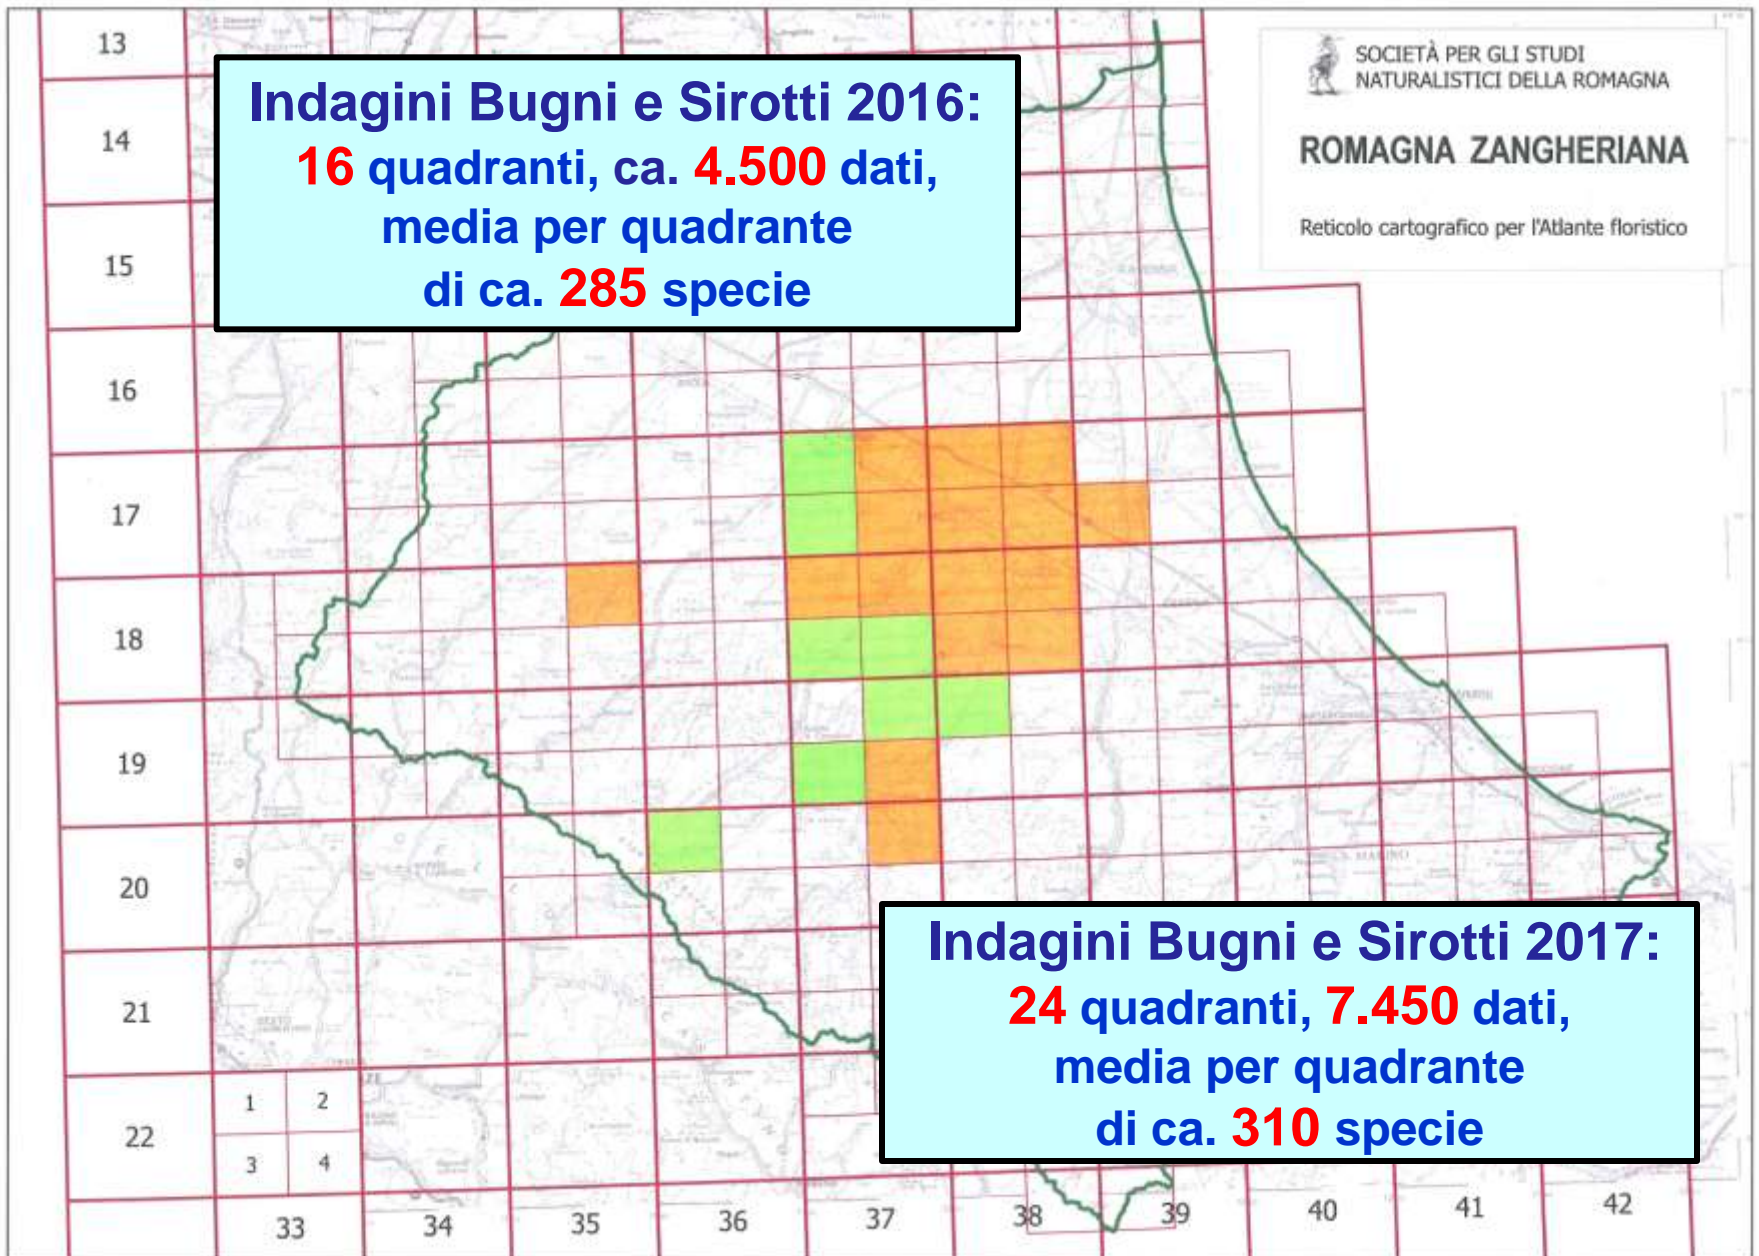 Indagini Bugni e Sirotti 2016:
16 quadranti, ca. 4.500 dati,
media per quadrante
di ca. 285 specie
SOCIETÀ PER GLI STUDI
NATURALISTICI DELLA ROMAGNA
ROMAGNA ZANGHERIANA
Reticolo cartografico per l'Atlante floristico
13
14
15
16
17
18
19
20
21
22
Indagini Bugni e Sirotti 2017:
24 quadranti, 7.450 dati,
media per quadrante
di ca. 310 specie
1 2
3 4
33 34 35 36 37 38 39 40 41 42